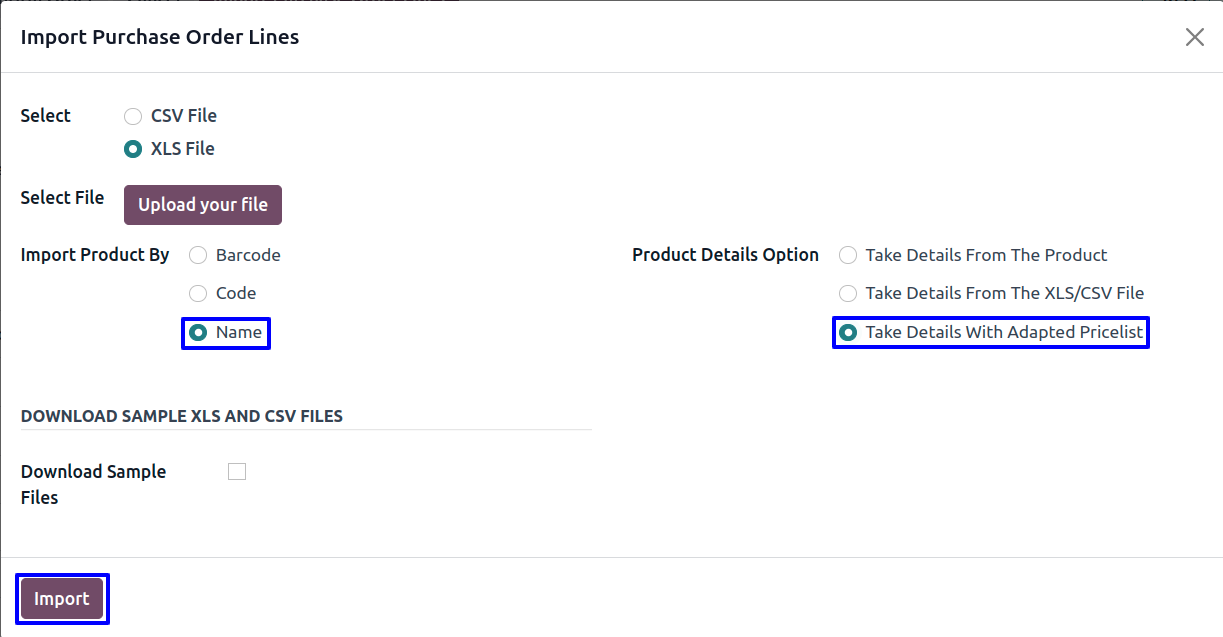 Import Purchase Order Lines
Select
CSV File
XLS File
Select File
Upload your file
Import Product By
Barcode
Code
Name
Product Details Option
Take Details From The Product
Take Details From The XLS/CSV File
Take Details With Adapted Pricelist
DOWNLOAD SAMPLE XLS AND CSV FILES
Download Sample
Files
Import